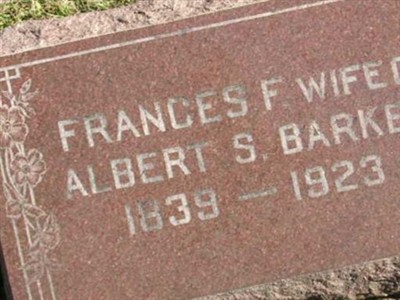 FRANCES F. WIFE
ALBERT S. BARKE
1839 — 1923